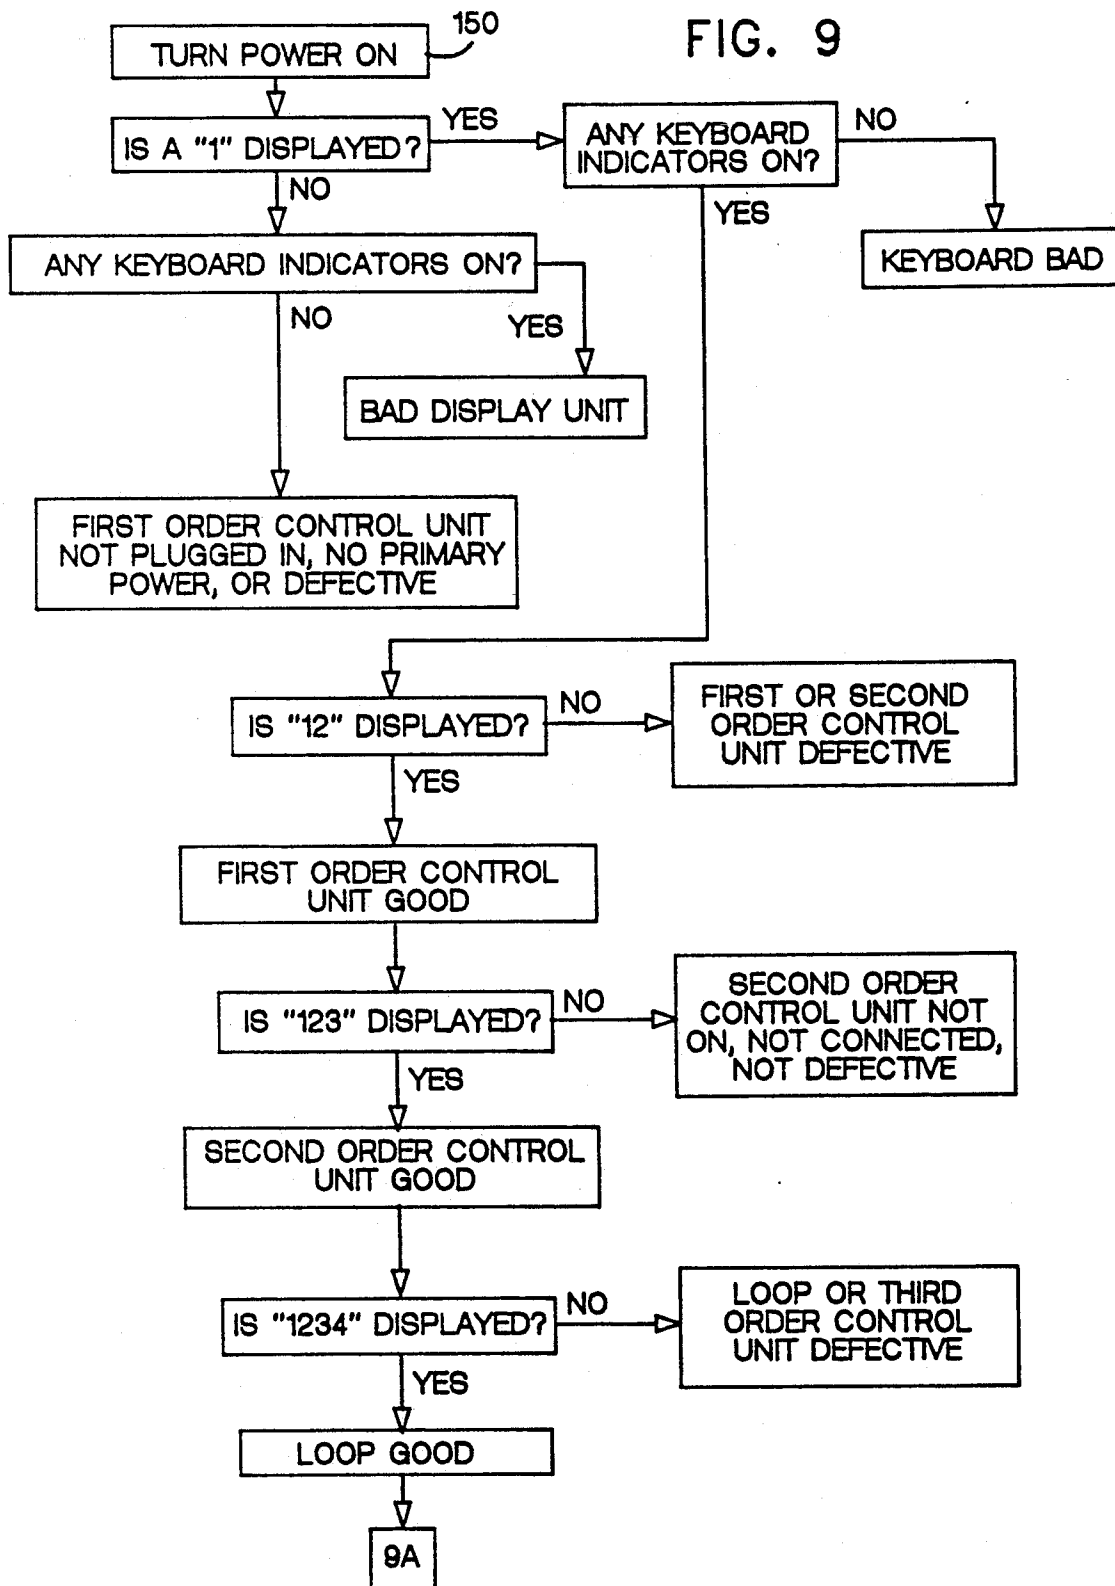 FIG. 9
150
TURN POWER ON
IS A "1" DISPLAYED?
YES
ANY KEYBOARD
INDICATORS ON?
NO
NO
YES
KEYBOARD BAD
ANY KEYBOARD INDICATORS ON?
NO
YES
BAD DISPLAY UNIT
FIRST ORDER CONTROL UNIT
NOT PLUGGED IN, NO PRIMARY
POWER, OR DEFECTIVE
IS "12" DISPLAYED?
NO
FIRST OR SECOND
ORDER CONTROL
UNIT DEFECTIVE
YES
FIRST ORDER CONTROL
UNIT GOOD
IS "123" DISPLAYED?
NO
SECOND ORDER
CONTROL UNIT NOT
ON, NOT CONNECTED,
NOT DEFECTIVE
YES
SECOND ORDER CONTROL
UNIT GOOD
IS "1234" DISPLAYED?
NO
LOOP OR THIRD
ORDER CONTROL
UNIT DEFECTIVE
YES
LOOP GOOD
9A